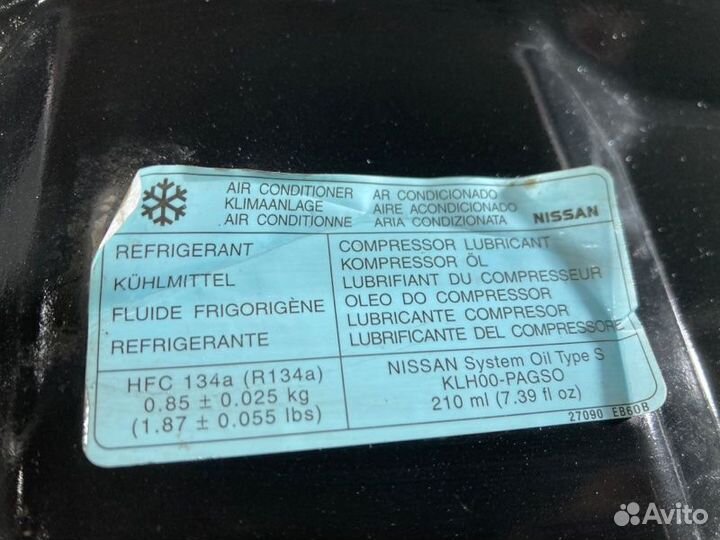 AIR CONDITIONER AR CONDICIONADO
KLIMAANLAGE AIRE ACONDICIONADO
AIR CONDITIONNE ARIA CONDIZIONATA NISSAN
REFRIGERANT
KÜHLMITTEL
FLUIDE FRIGORIGÈNE
REFRIGERANTE
COMPRESSOR LUBRICANT
KOMPRESSOR ÖL
LUBRIFIANT DU COMPRESSEUR
OLEO DO COMPRESSOR
LUBRICANTE COMPRESOR
LUBRIFICANTE DEL COMPRESSORE
HFC 134a (R134a)
0.85 ± 0.025 kg
(1.87 ± 0.055 lbs)
NISSAN System Oil Type S
KLH00-PAGSO
210 ml (7.39 fl oz)
27090 EB60B
Avito